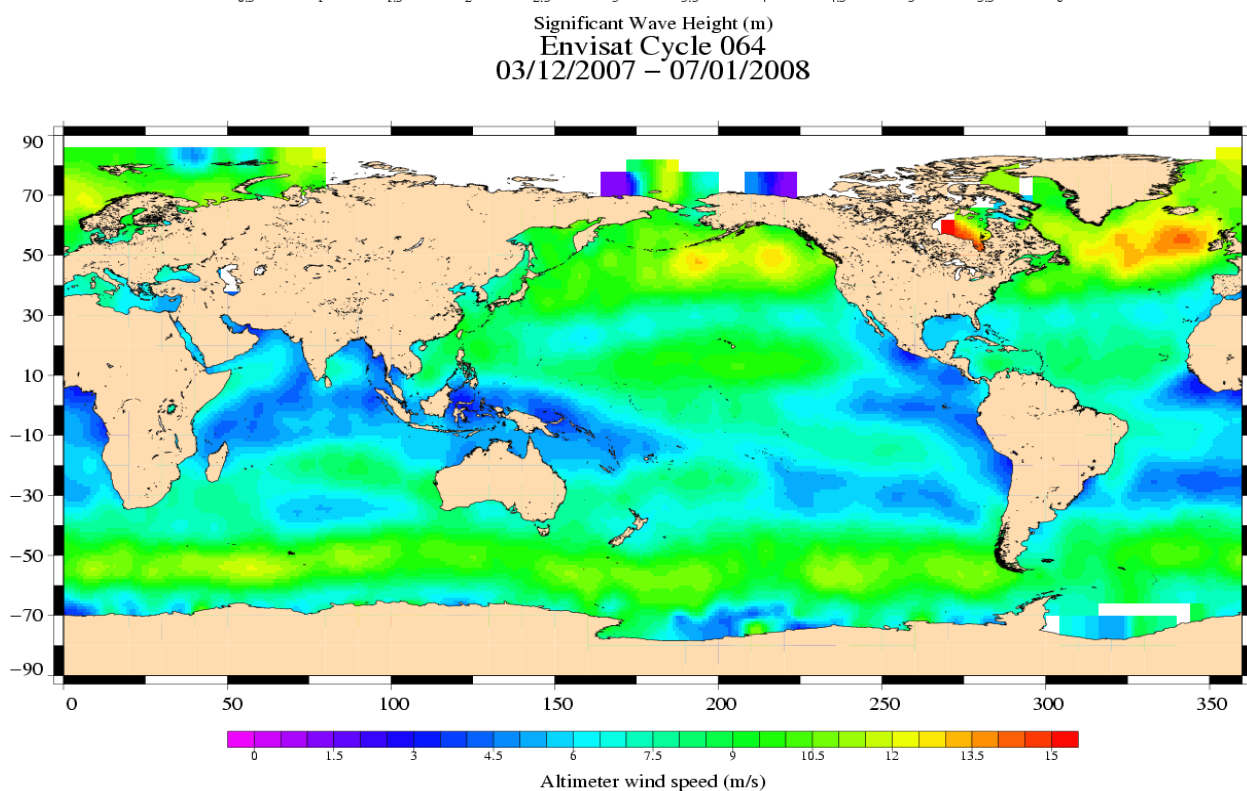 Significant Wave Height (m)
Envisat Cycle 064
03/12/2007 − 07/01/2008
90
70
50
30
10
−10
−30
−50
−70
−90
0 50 100 150 200 250 300 350
0 1.5 3 4.5 6 7.5 9 10.5 12 13.5 15
Altimeter wind speed (m/s)